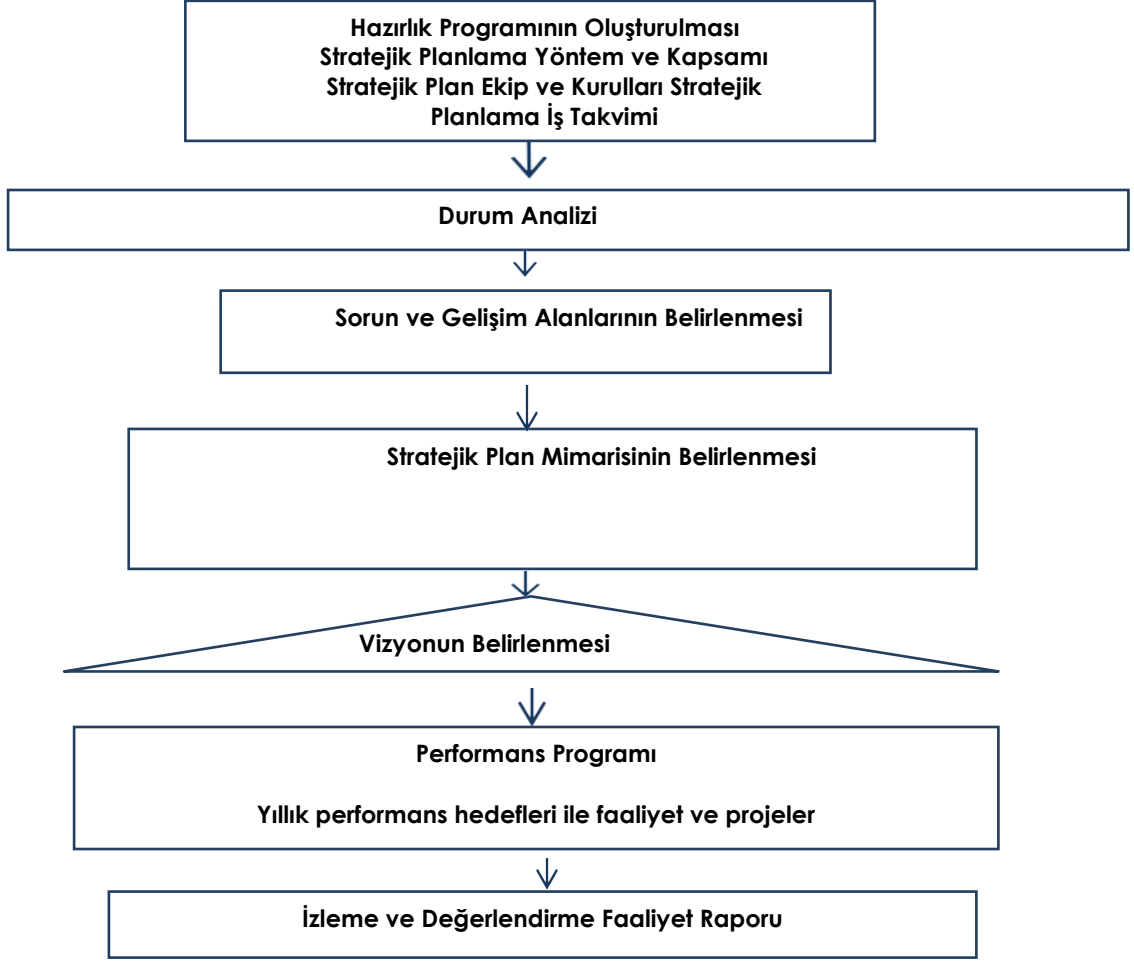 Hazırlık Programının Oluşturulması
Stratejik Planlama Yöntem ve Kapsamı
Stratejik Plan Ekip ve Kurulları Stratejik
Planlama İş Takvimi
Durum Analizi
Sorun ve Gelişim Alanlarının Belirlenmesi
Stratejik Plan Mimarisinin Belirlenmesi
Vizyonun Belirlenmesi
Performans Programı
Yıllık performans hedefleri ile faaliyet ve projeler
İzleme ve Değerlendirme Faaliyet Raporu